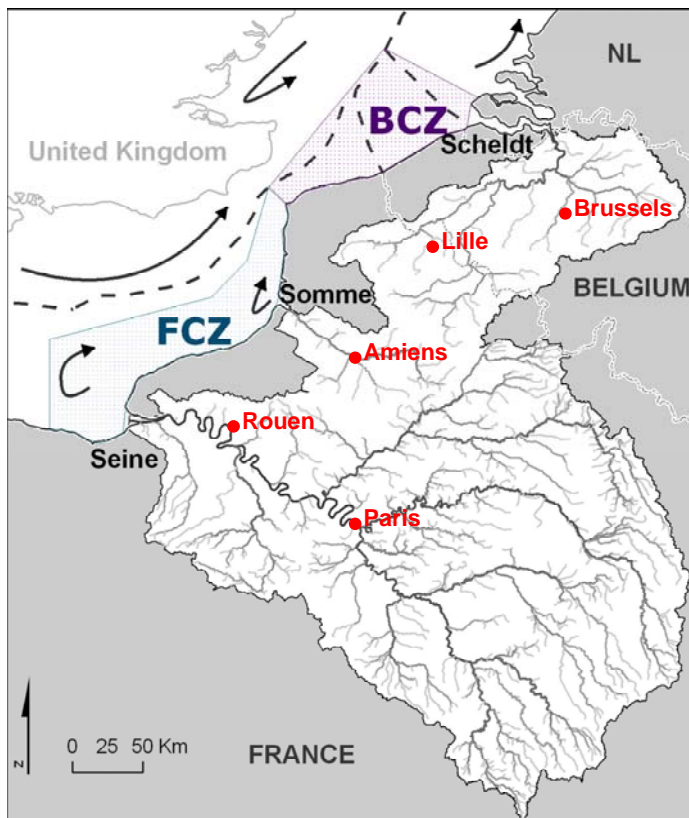 NL
BCZ
Scheldt
United Kingdom
Brussels
Lille
BELGIUM
Somme
FCZ
Amiens
Rouen
Seine
Paris
N
0 25 50 Km
FRANCE